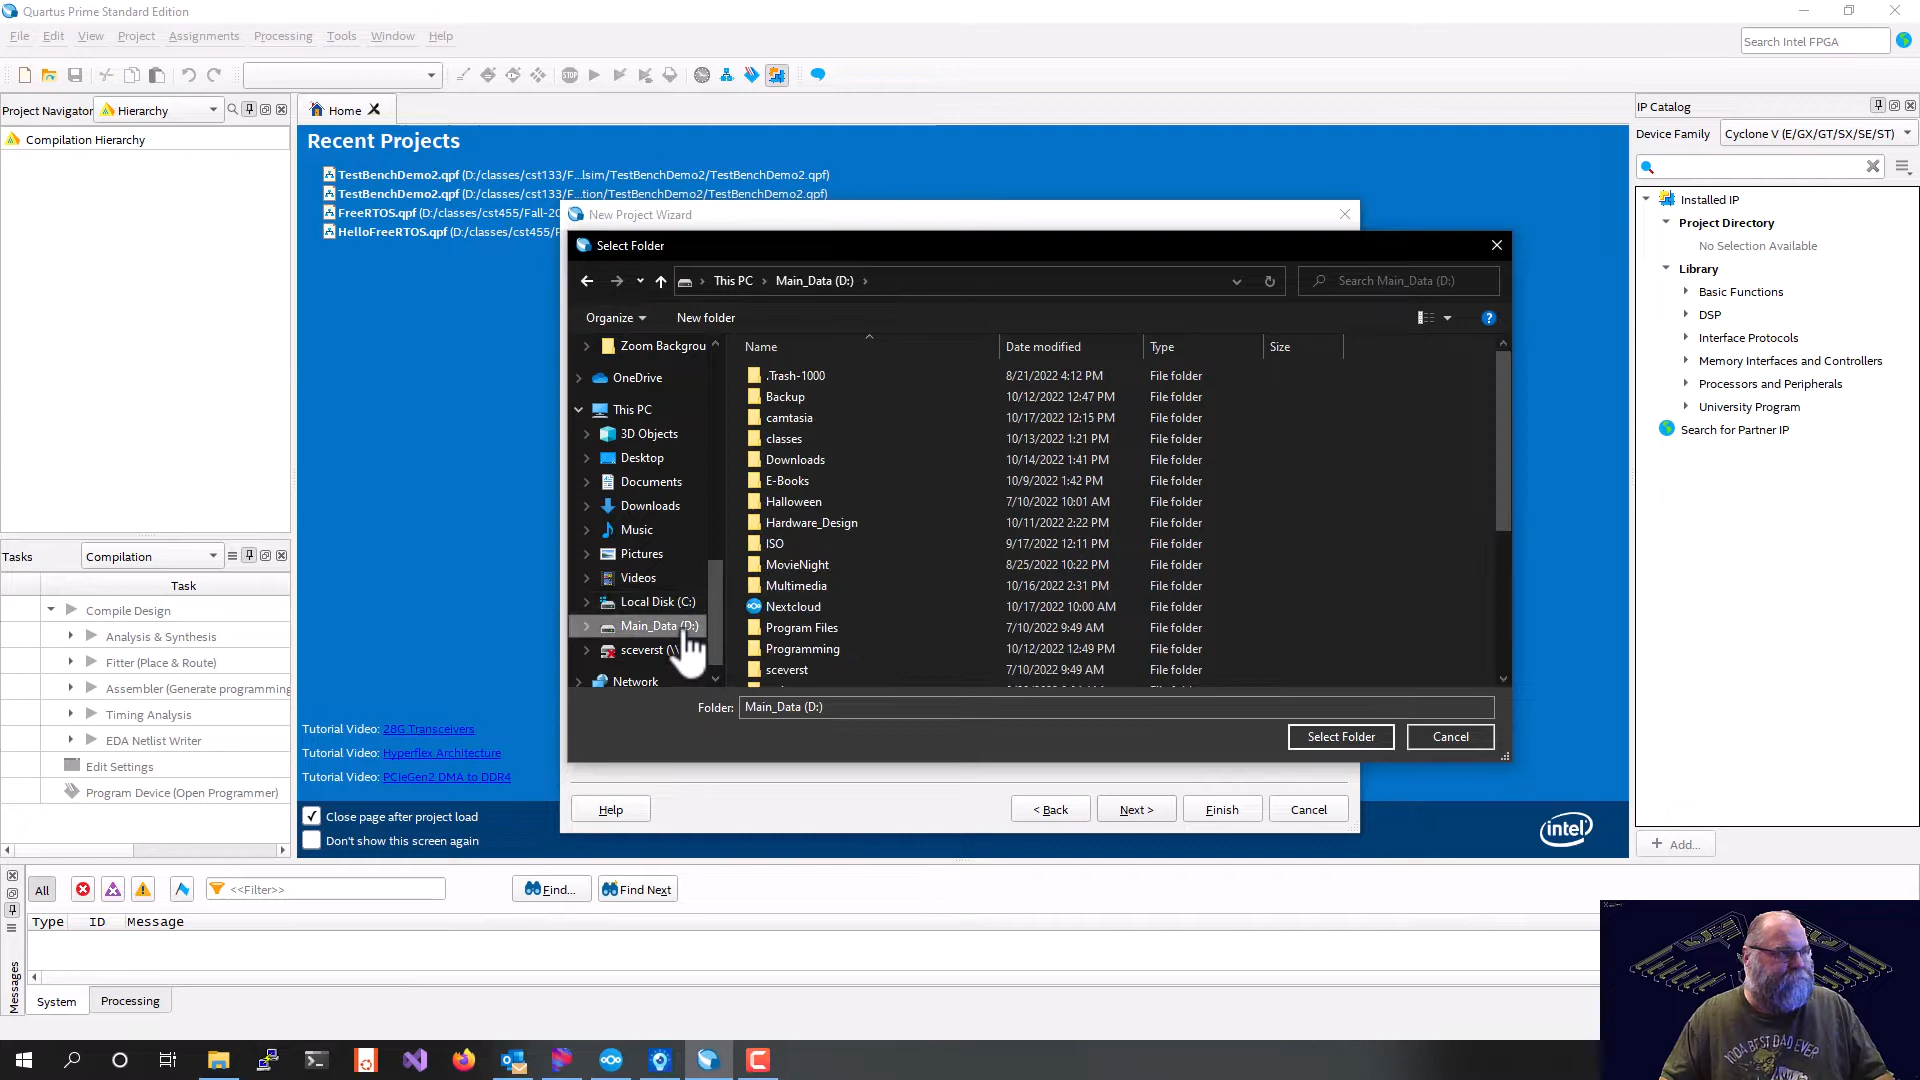 Quartus Prime Standard Edition
File Edit View Project Assignments Processing Tools Window Help
Search Intel FPGA
Project Navigator Hierarchy
Home
IP Catalog
Compilation Hierarchy
Recent Projects
TestBenchDemo2.qpf (D:/classes/cst133/F...lsim/TestBenchDemo2/TestBenchDemo2.qpf)
TestBenchDemo2.qpf (D:/classes/cst133/F...tion/TestBenchDemo2/TestBenchDemo2.qpf)
FreeRTOS.qpf (D:/classes/cst455/Fall-20
HelloFreeRTOS.qpf (D:/classes/cst455/F
Device Family Cyclone V (E/GX/GT/SX/SE/ST)
Installed IP
Project Directory
No Selection Available
Library
Basic Functions
DSP
Interface Protocols
Memory Interfaces and Controllers
Processors and Peripherals
University Program
Search for Partner IP
Add...
New Project Wizard
Select Folder
This PC Main_Data (D:)
Search Main_Data (D:)
Organize New folder
Zoom Backgrou
OneDrive
This PC
3D Objects
Desktop
Documents
Downloads
Music
Pictures
Videos
Local Disk (C:)
Main_Data (D:)
sceverst (\\
Network
Name Date modified Type Size
.Trash-1000 8/21/2022 4:12 PM File folder
Backup 10/12/2022 12:47 PM File folder
camtasia 10/17/2022 12:15 PM File folder
classes 10/13/2022 1:21 PM File folder
Downloads 10/14/2022 1:41 PM File folder
E-Books 10/9/2022 1:42 PM File folder
Halloween 7/10/2022 10:01 AM File folder
Hardware_Design 10/11/2022 2:22 PM File folder
ISO 9/17/2022 12:11 PM File folder
MovieNight 8/25/2022 10:22 PM File folder
Multimedia 10/16/2022 2:31 PM File folder
Nextcloud 10/17/2022 10:00 AM File folder
Program Files 7/10/2022 9:49 AM File folder
Programming 10/12/2022 12:49 PM File folder
sceverst 7/10/2022 9:49 AM File folder
Folder: Main_Data (D:)
Select Folder Cancel
Help < Back Next > Finish Cancel
Tasks Compilation
Task
Compile Design
Analysis & Synthesis
Fitter (Place & Route)
Assembler (Generate programming
Timing Analysis
EDA Netlist Writer
Edit Settings
Program Device (Open Programmer)
Tutorial Video: 28G Transceivers
Tutorial Video: Hyperflex Architecture
Tutorial Video: PCIeGen2 DMA to DDR4
Close page after project load
Don't show this screen again
intel
All <<Filter>> Find... Find Next
Type ID Message
Messages
System Processing
YODA BEST DAD EVER